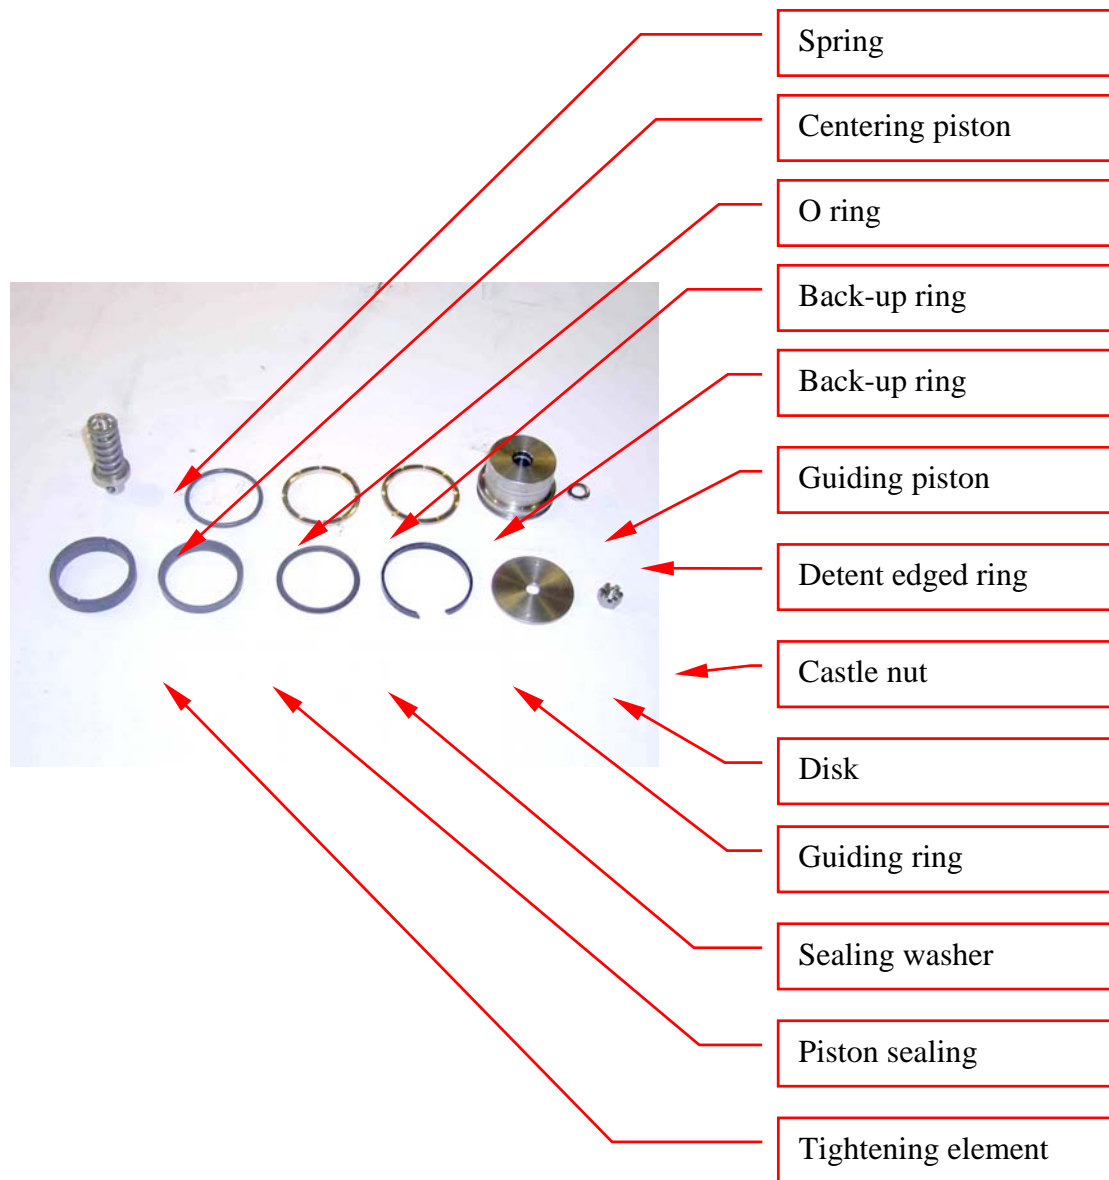 Spring
Centering piston
O ring
Back-up ring
Back-up ring
Guiding piston
Detent edged ring
Castle nut
Disk
Guiding ring
Sealing washer
Piston sealing
Tightening element